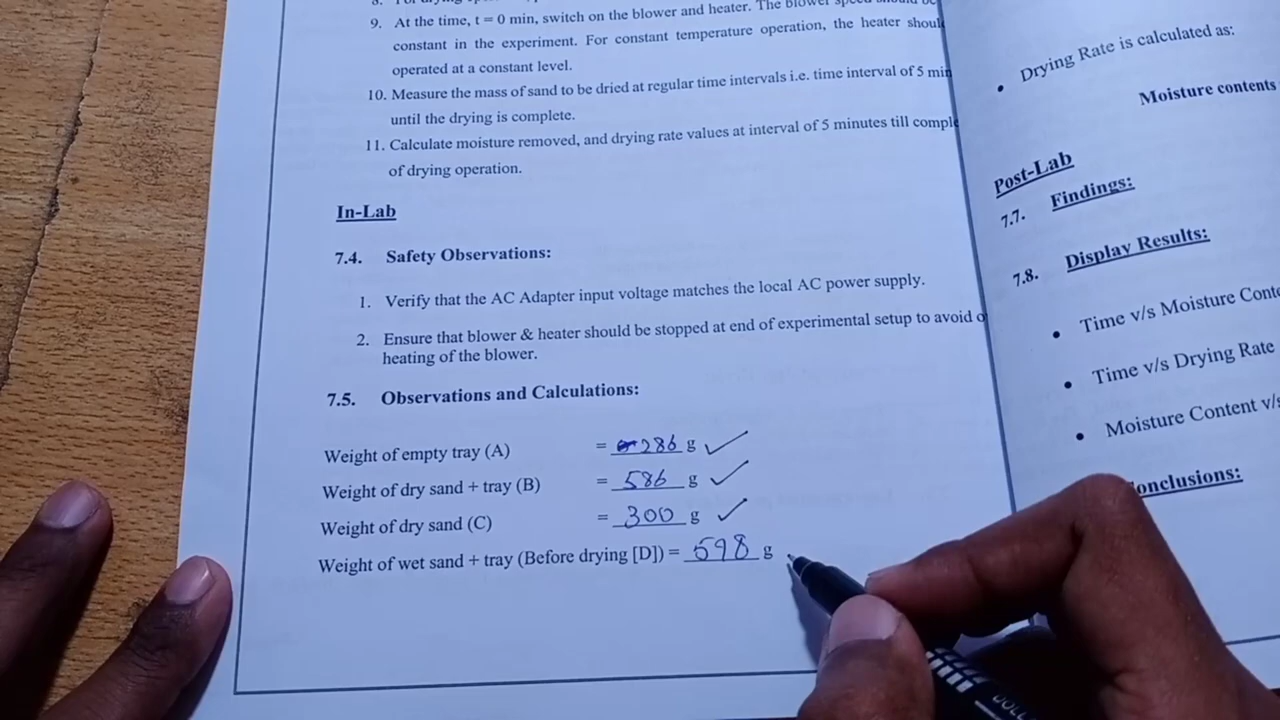 9. At the time, t = 0 min, switch on the blower and heater. The blower speed should be
constant in the experiment. For constant temperature operation, the heater shoul
operated at a constant level.
10. Measure the mass of sand to be dried at regular time intervals i.e. time interval of 5 min
until the drying is complete.
11. Calculate moisture removed, and drying rate values at interval of 5 minutes till comple
of drying operation.
In-Lab
7.4. Safety Observations:
1. Verify that the AC Adapter input voltage matches the local AC power supply.
2. Ensure that blower & heater should be stopped at end of experimental setup to avoid o
heating of the blower.
7.5. Observations and Calculations:
Weight of empty tray (A) = 286 g ✓
Weight of dry sand + tray (B) = 586 g ✓
Weight of dry sand (C) = 300 g ✓
Weight of wet sand + tray (Before drying [D]) = 598 g
• Drying Rate is calculated as:
Moisture contents
Post-Lab
7.7. Findings:
7.8. Display Results:
• Time v/s Moisture Conte
• Time v/s Drying Rate
• Moisture Content v/s
onclusions: